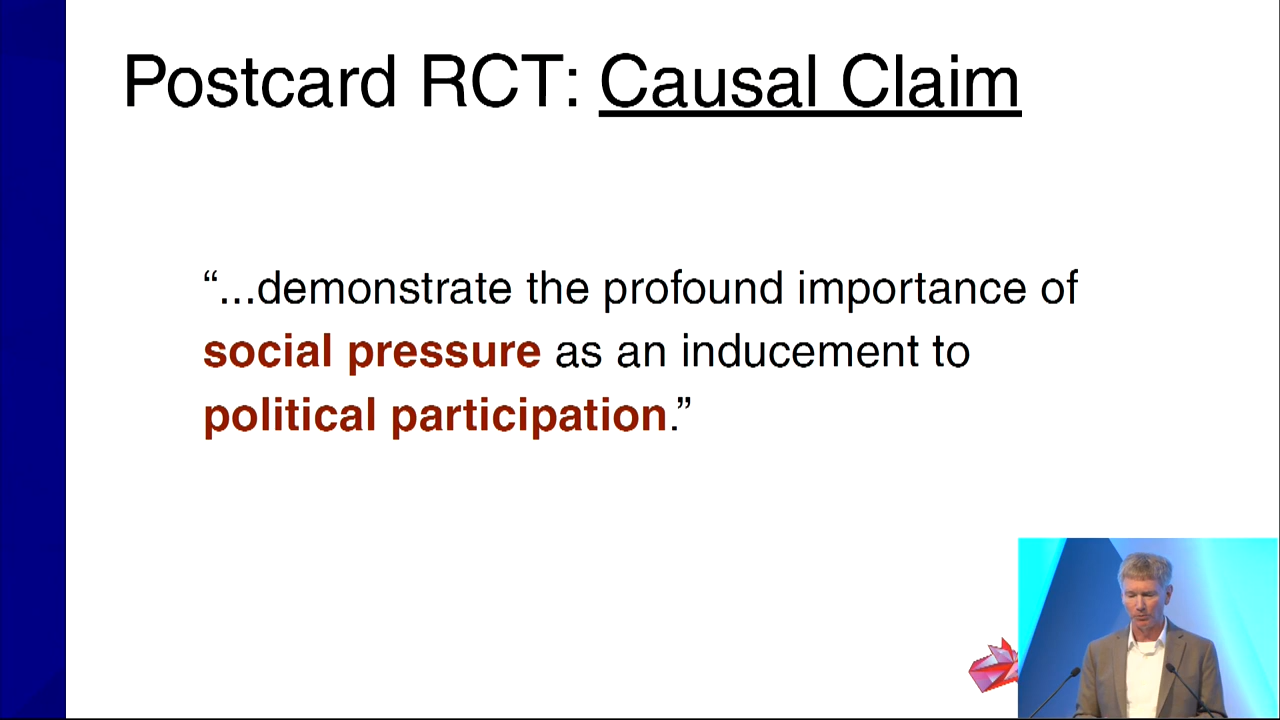 Postcard RCT: Causal Claim
“...demonstrate the profound importance of
social pressure as an inducement to
political participation.”